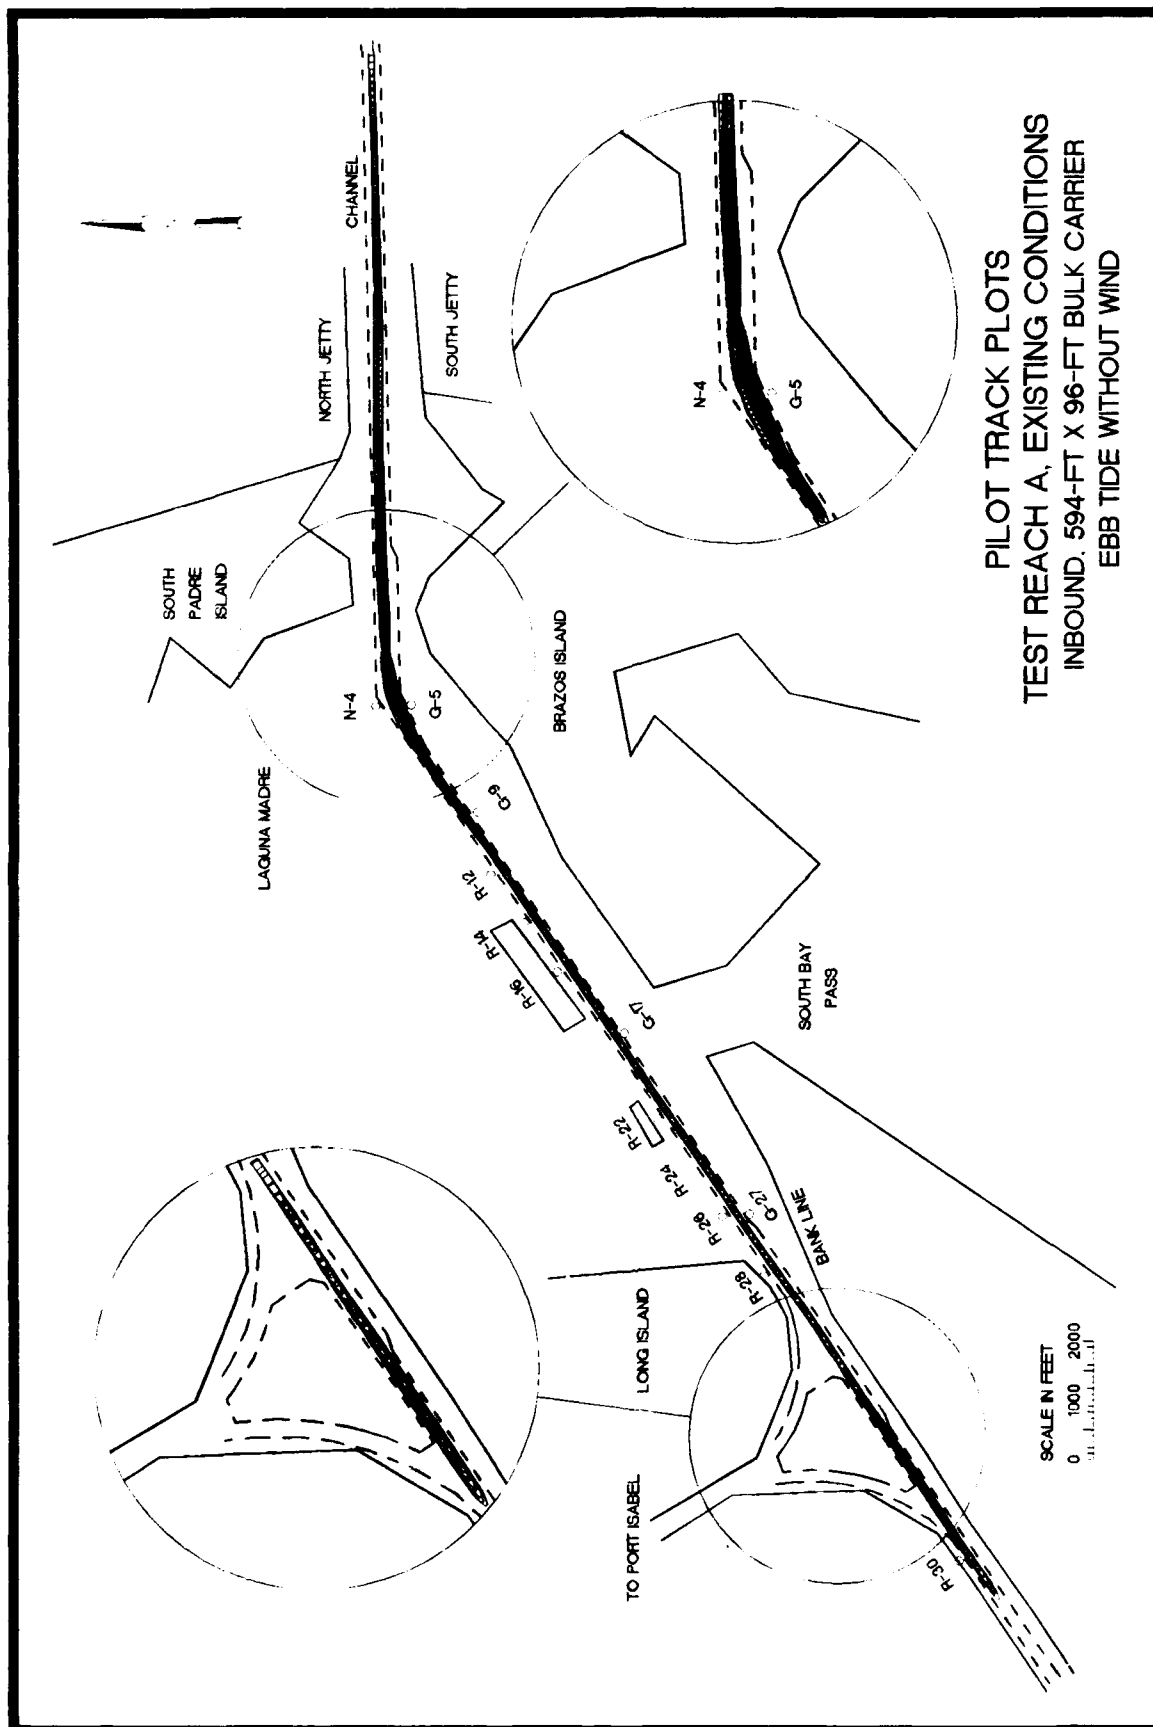 CHANNEL
NORTH JETTY
SOUTH JETTY
SOUTH
PADRE
ISLAND
N-4
G-5
LAGUNA MADRE
BRAZOS ISLAND
G-9
R-12
R-14
R-16
G-17
SOUTH BAY
PASS
R-22
R-24
R-26
G-27
R-28
BANK LINE
LONG ISLAND
TO PORT ISABEL
R-30
N-4
G-5
SCALE IN FEET
0 1000 2000
PILOT TRACK PLOTS
TEST REACH A, EXISTING CONDITIONS
INBOUND, 594-FT X 96-FT BULK CARRIER
EBB TIDE WITHOUT WIND